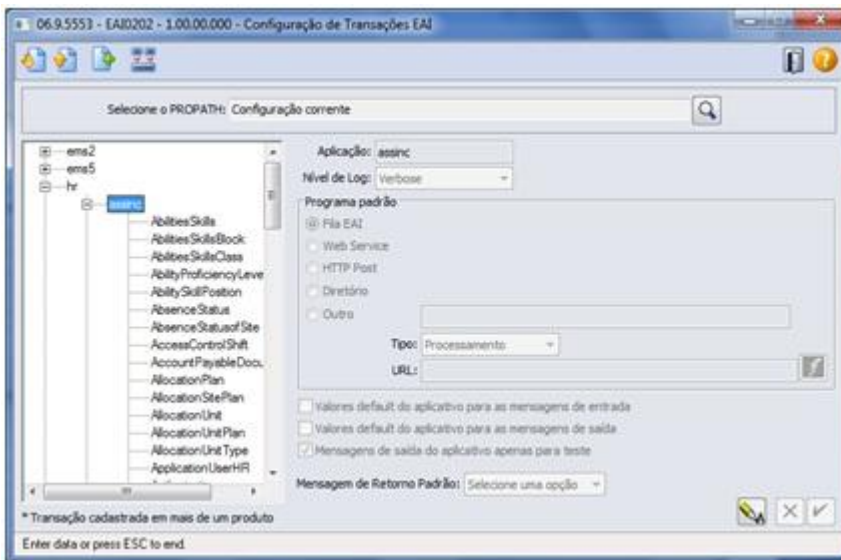 06.9.5553 - EAI0202 - 1.00.00.000 - Configuração de Transações EAI
Selecione o PROPATH: Configuração corrente
ems2
ems5
hr
assinc
AbilitiesSkills
AbilitiesSkillsBlock
AbilitiesSkillsClass
AbilityProficiencyLeve
AbilitySkillPosition
AbsenceStatus
AbsenceStatusofSite
AccessControlShift
AccountPayableDocu
AllocationPlan
AllocationSitePlan
AllocationUnit
AllocationUnitPlan
AllocationUnitType
ApplicationUserHR
* Transação cadastrada em mais de um produto
Aplicação: assinc
Nível de Log: Verbose
Programa padrão
Fila EAI
Web Service
HTTP Post
Diretório
Outro
Tipo: Processamento
URL:
Valores default do aplicativo para as mensagens de entrada
Valores default do aplicativo para as mensagens de saída
Mensagens de saída do aplicativo apenas para teste
Mensagem de Retorno Padrão: Selecione uma opção
Enter data or press ESC to end.